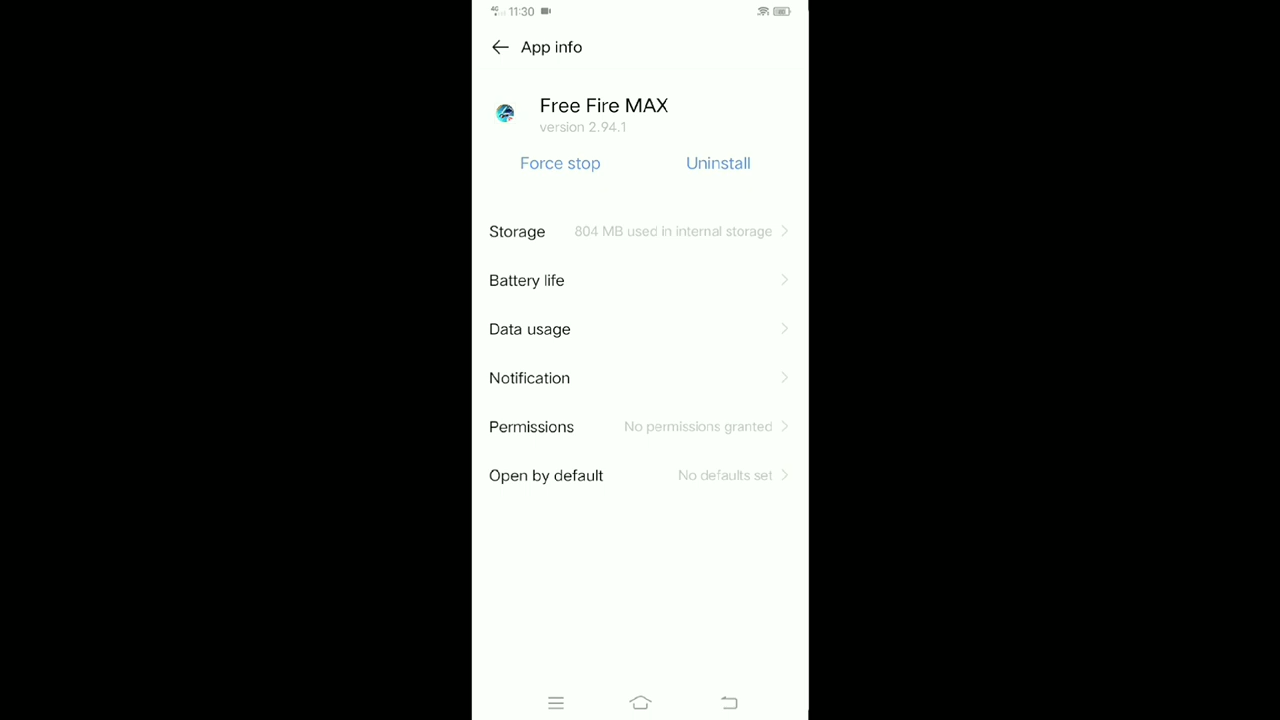 4G 11:30
App info
Free Fire MAX
version 2.94.1
Force stop Uninstall
Storage 804 MB used in internal storage
Battery life
Data usage
Notification
Permissions No permissions granted
Open by default No defaults set